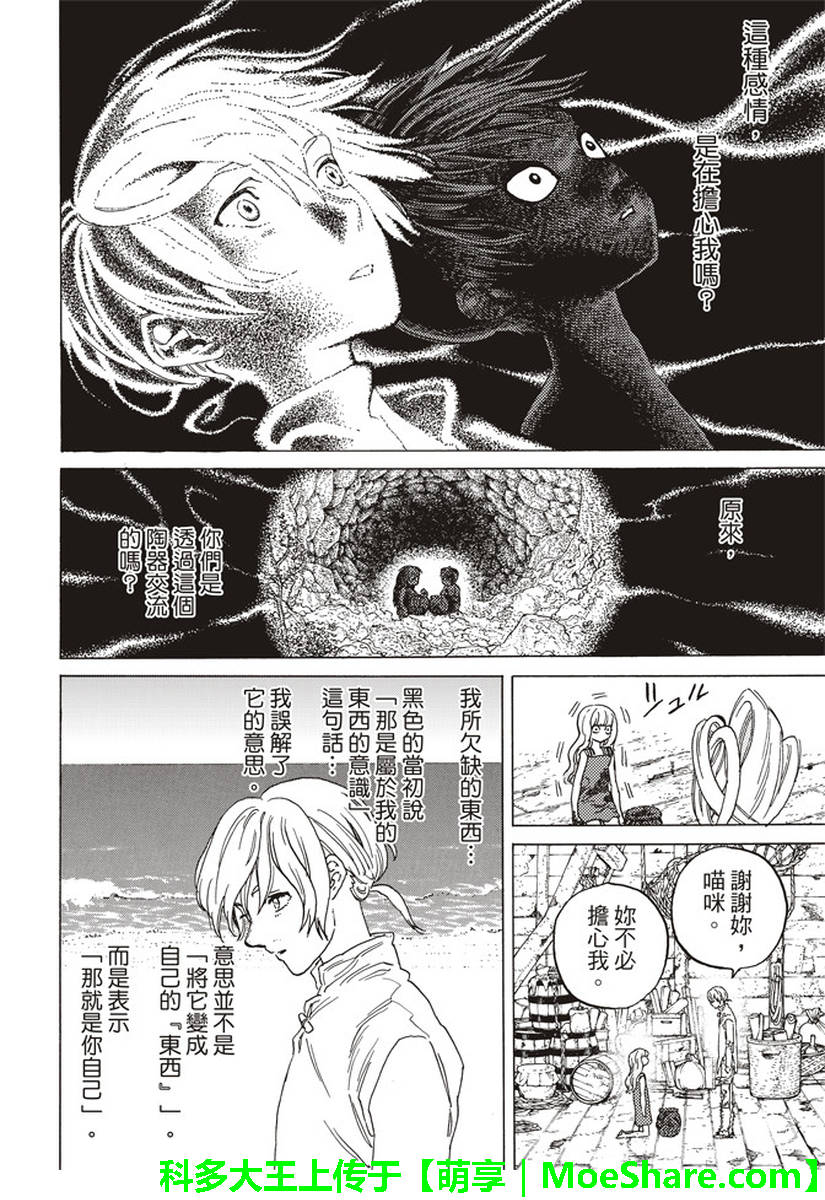 這種感情，
是在擔心我嗎？
原來，
你們是
透過這個
陶器交流
的嗎？
ジュル
謝謝妳，
喵咪。
妳不必
擔心我。
我所欠缺的東西…
黑色的當初說
「那是屬於我的
東西的意識」
這句話…
我誤解了
它的意思。
意思並不是
「將它變成
自己的『東西』」。
而是表示
「那就是你自己」。
科多大王上传于【萌享|MoeShare.com】